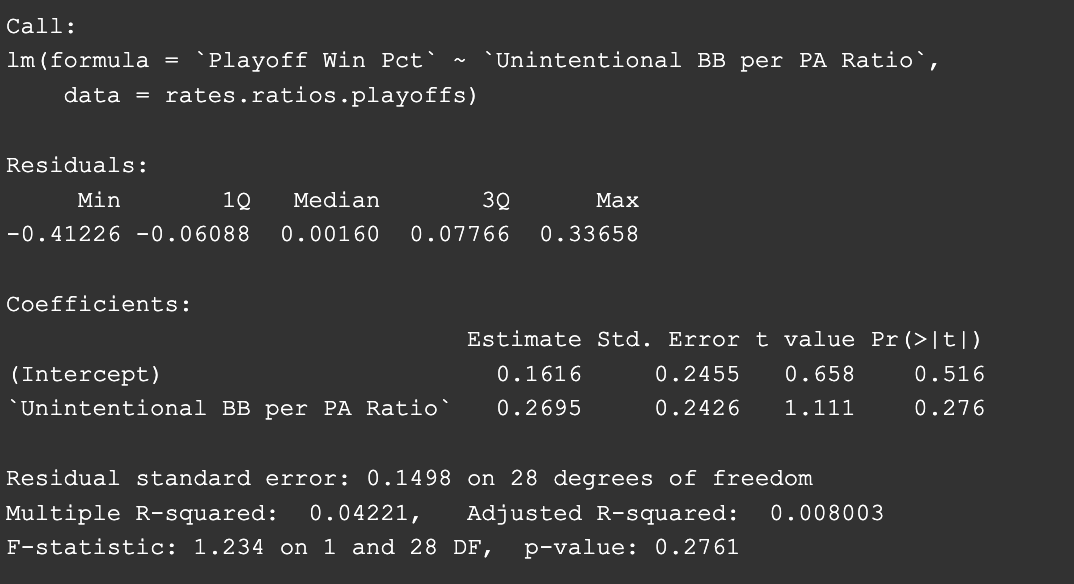 Call:
lm(formula = `Playoff Win Pct` ~ `Unintentional BB per PA Ratio`,
    data = rates.ratios.playoffs)

Residuals:
     Min       1Q   Median       3Q      Max
-0.41226 -0.06088  0.00160  0.07766  0.33658

Coefficients:
                                Estimate Std. Error t value Pr(>|t|)
(Intercept)                       0.1616     0.2455   0.658    0.516
`Unintentional BB per PA Ratio`   0.2695     0.2426   1.111    0.276

Residual standard error: 0.1498 on 28 degrees of freedom
Multiple R-squared:  0.04221,   Adjusted R-squared:  0.008003
F-statistic: 1.234 on 1 and 28 DF,  p-value: 0.2761